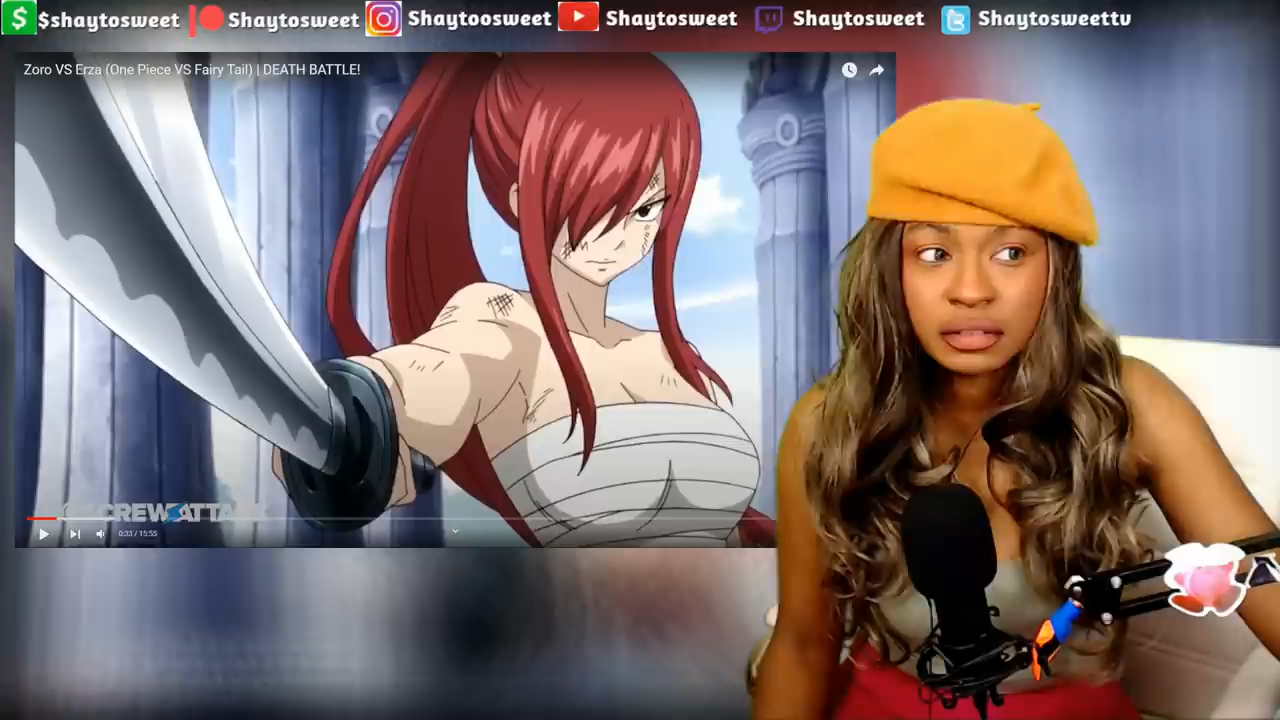 $shaytosweet Shaytosweet Shaytoosweet Shaytosweet Shaytosweet Shaytosweettv
Zoro VS Erza (One Piece VS Fairy Tail) | DEATH BATTLE!
SCREWATTACK
0:33 / 15:55